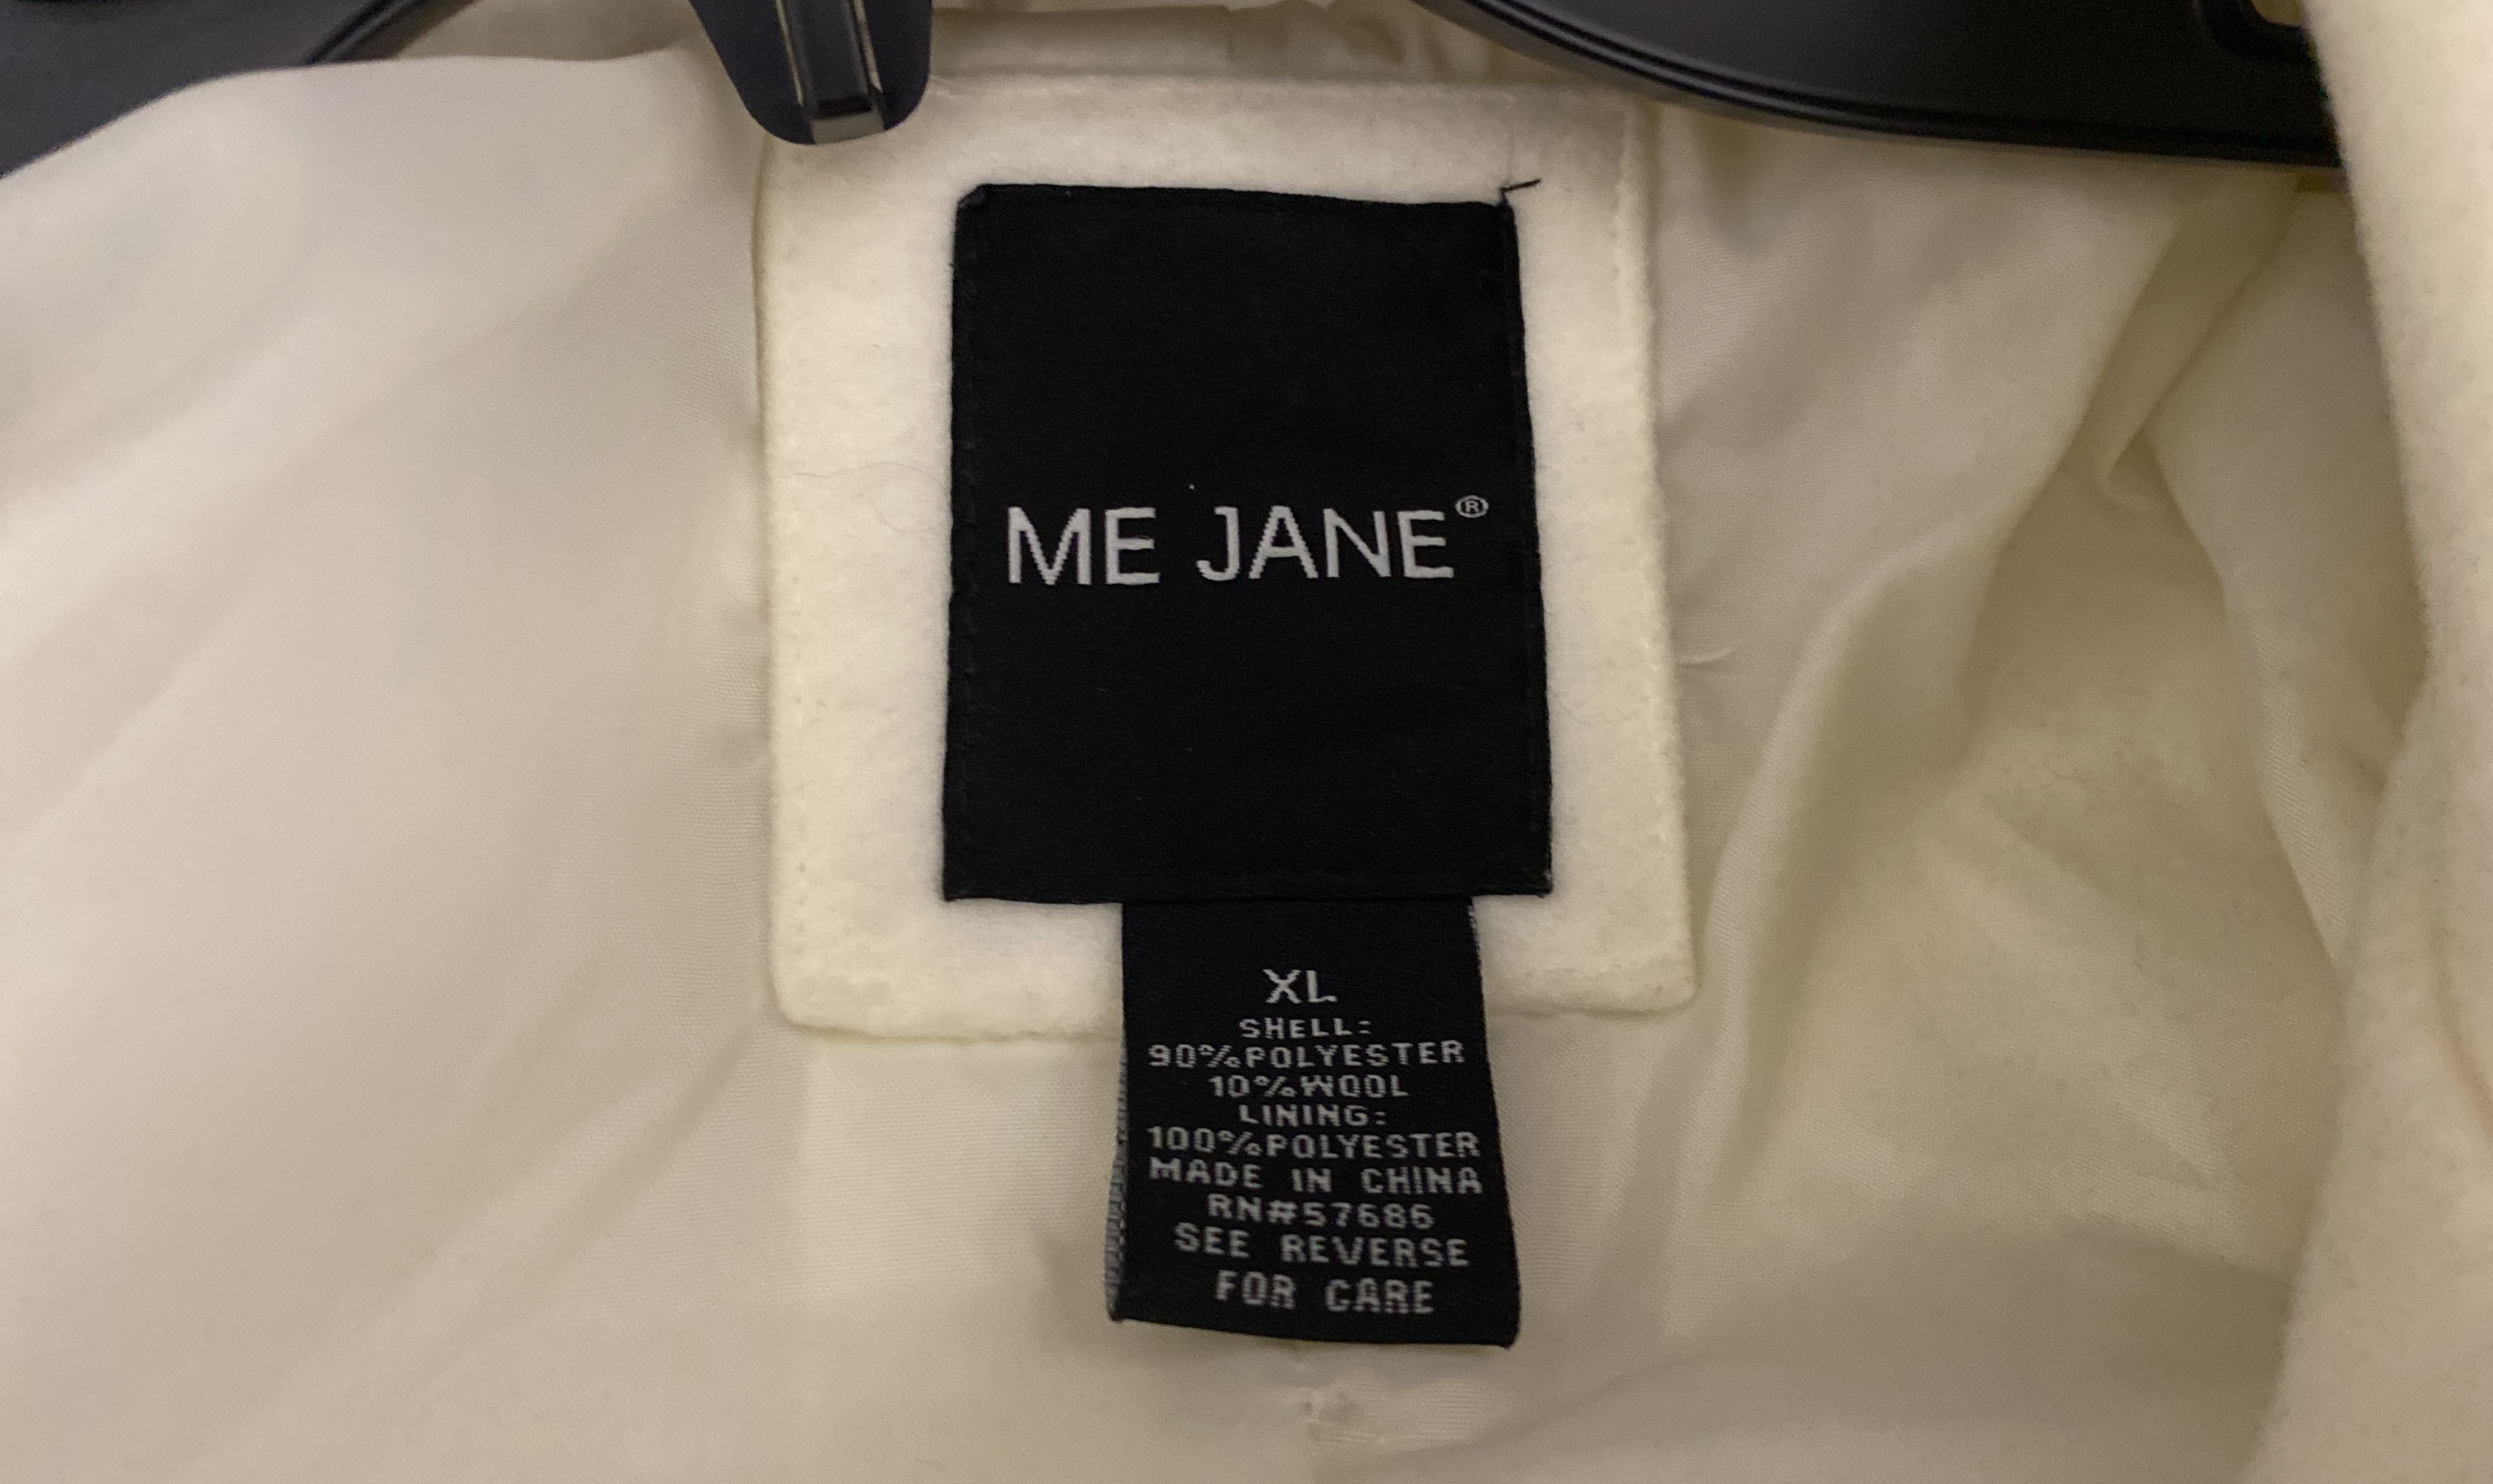 ME JANE®
XL
SHELL:
90%POLYESTER
10%WOOL
LINING:
100%POLYESTER
MADE IN CHINA
RN#57686
SEE REVERSE
FOR CARE